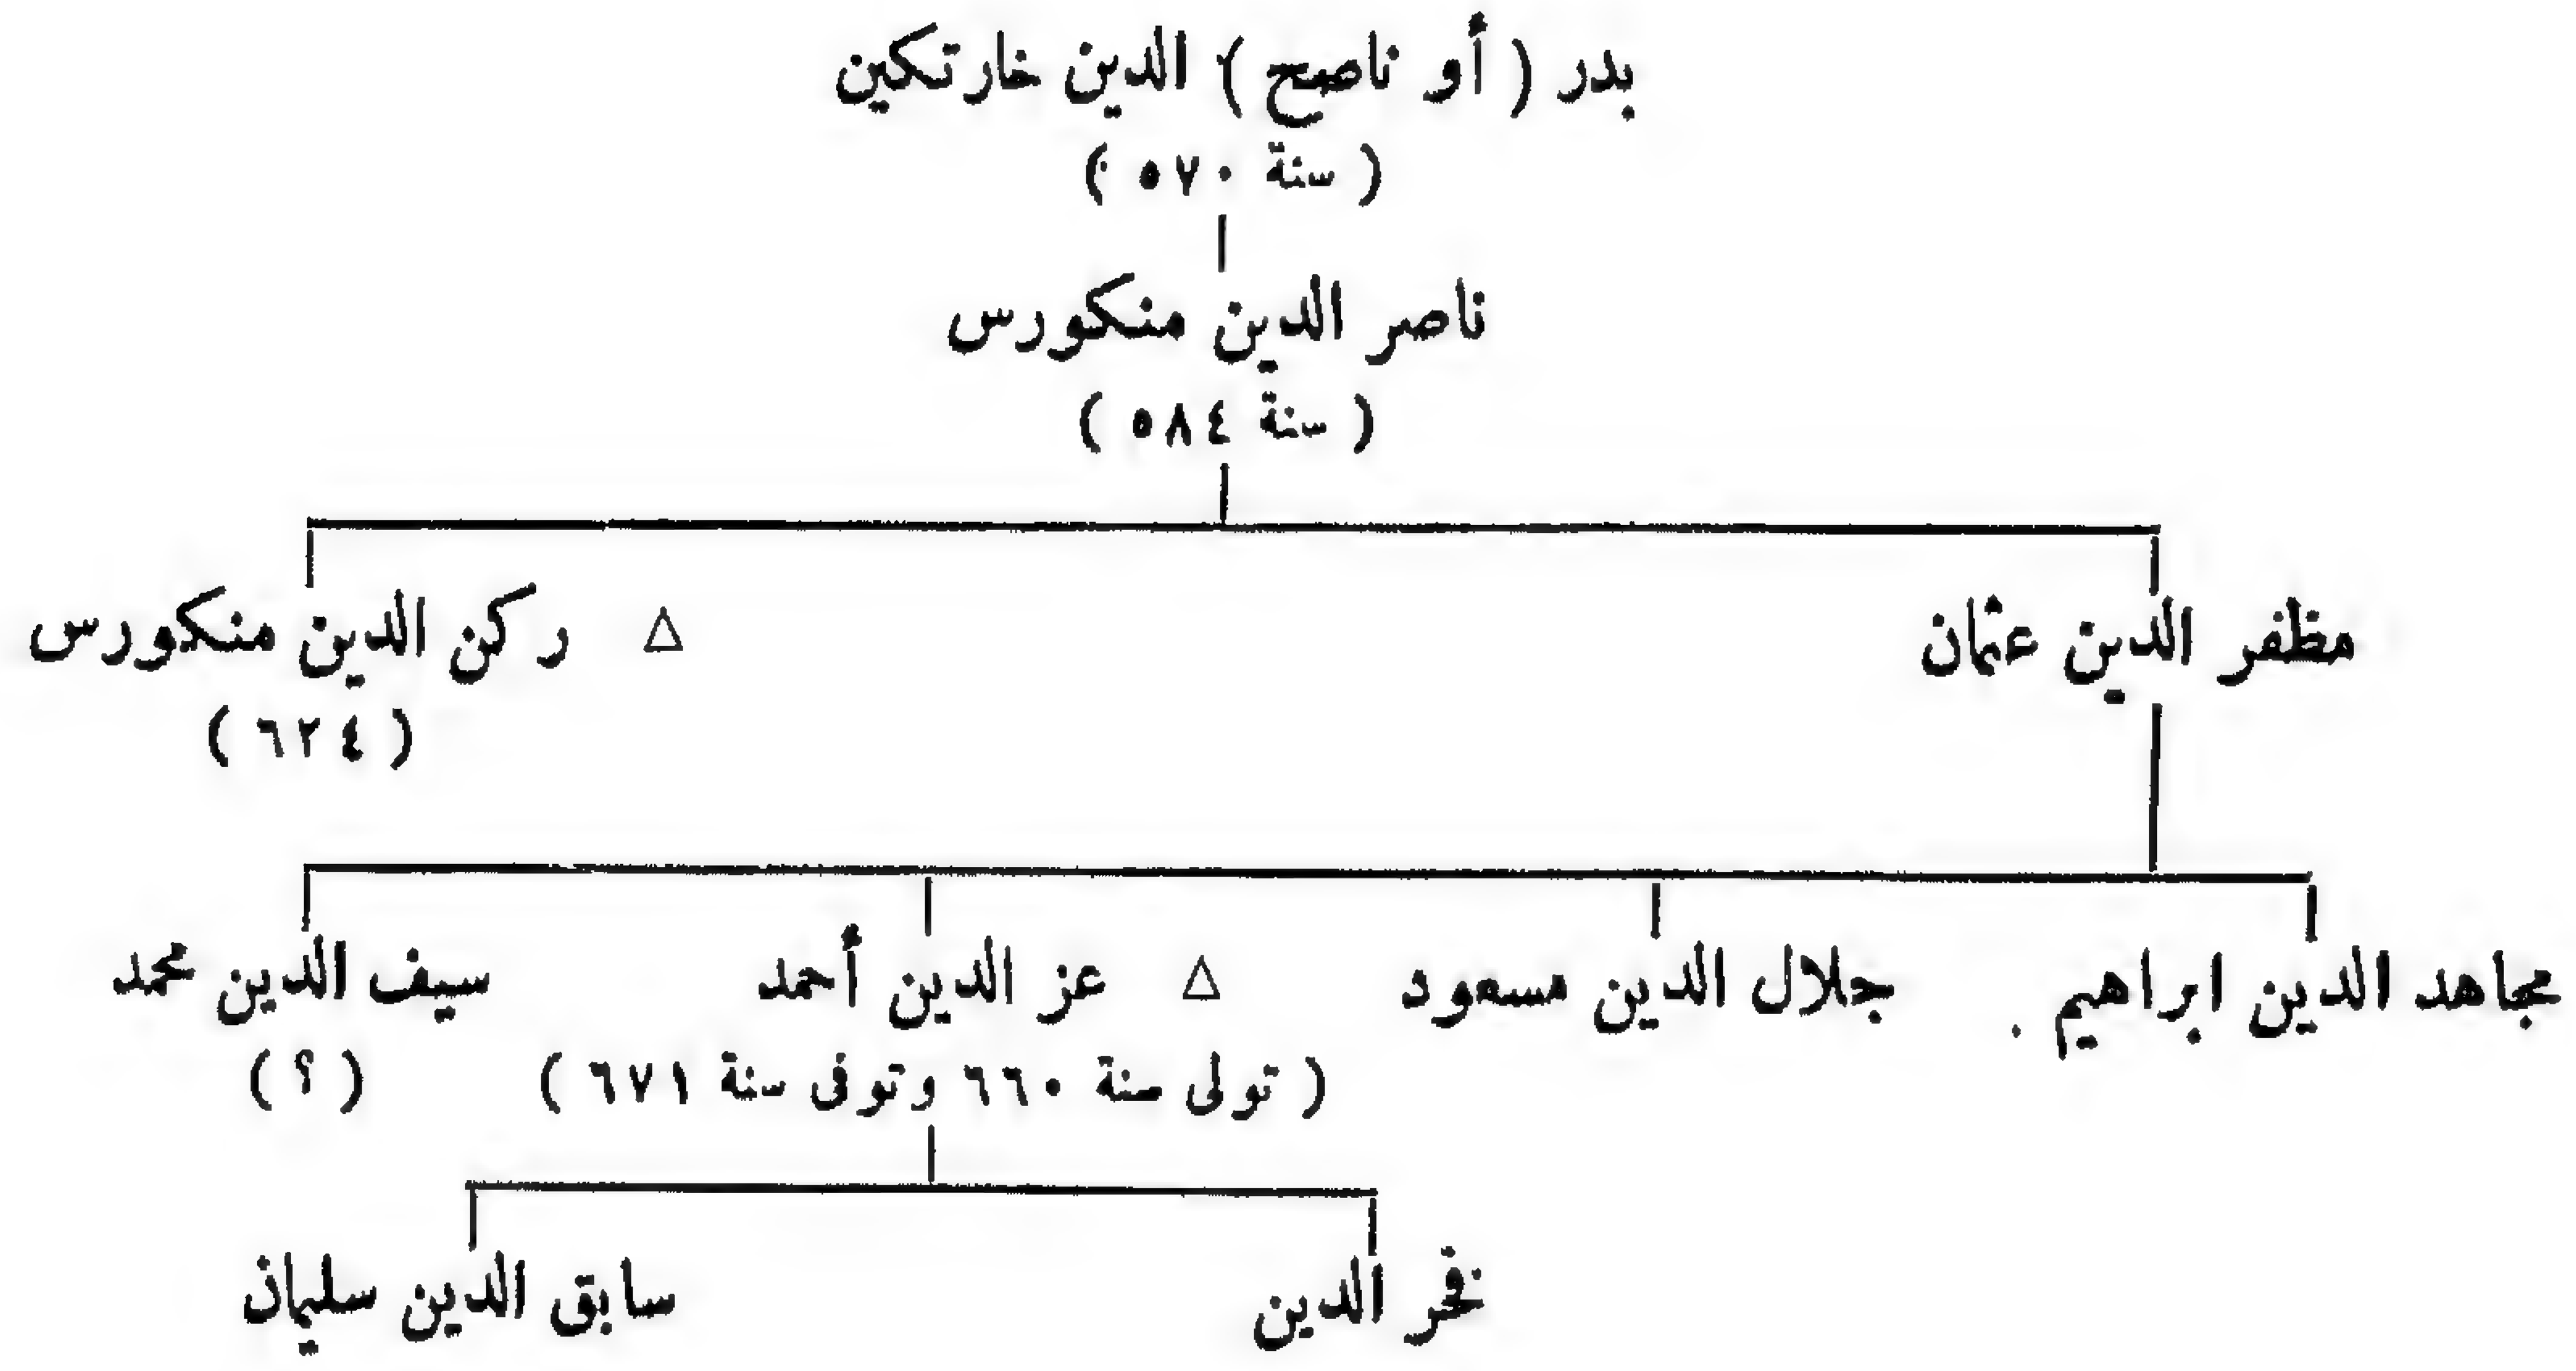 بدر ( أو ناصح ) الدين خمارتكين
( سنة ٥٧٠ )
ناصر الدين منكورس
( سنة ٥٨٤ )
مظفر الدين عثمان △ ركن الدين منكورس
( ٦٢٤ )
مجاهد الدين ابراهيم . جلال الدين مسعود △ عز الدين أحمد سيف الدين محمد
( تولى سنة ٦٦٠ وتوفى سنة ٦٧١ ) ( ؟ )
فخر الدين سابق الدين سليمان